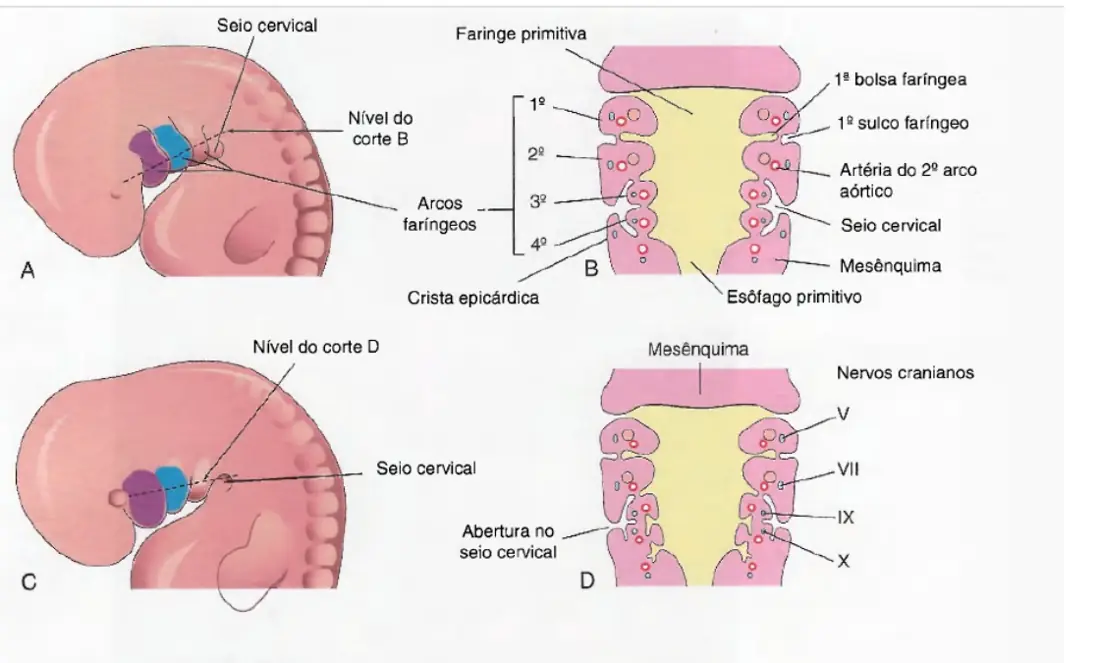 Seio cervical
Nível do
corte B
Arcos
faríngeos
A
Faringe primitiva
1º
2º
3º
4º
Crista epicárdica
B
1ª bolsa faríngea
1º sulco faríngeo
Artéria do 2º arco
aórtico
Seio cervical
Mesênquima
Esôfago primitivo
Nível do corte D
Seio cervical
C
Mesênquima
Nervos cranianos
V
VII
IX
X
Abertura no
seio cervical
D